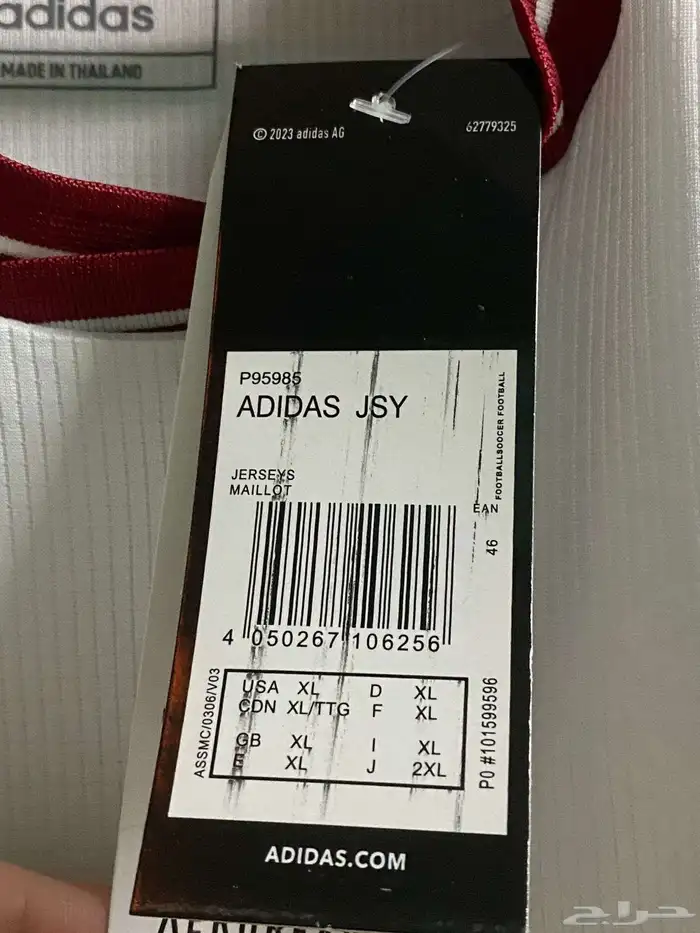 adidas
MADE IN THAILAND
© 2023 adidas AG
62779325
P95985
ADIDAS JSY
FOOTBALLSOCCER FOOTBALL
JERSEYS
MAILLOT
EAN
46
4 050267 106256
ASSMC/0306/V03
USA XL D XL
CDN XL/TTG F XL
GB XL I XL
E XL J 2XL
PO #101599596
ADIDAS.COM
حراج